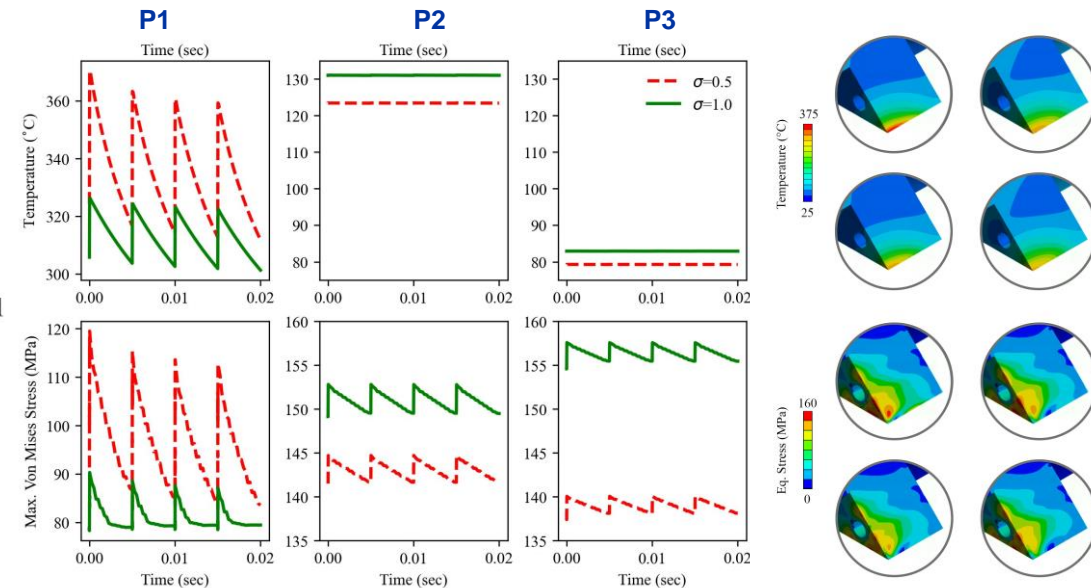 P1 P2 P3
Time (sec) Time (sec) Time (sec)
Temperature (°C)
360
340
320
300
0.00 0.01 0.02
130
120
110
100
90
80
0.00 0.01 0.02
130
120
110
100
90
80
0.00 0.01 0.02
σ=0.5
σ=1.0
Max. Von Mises Stress (MPa)
120
110
100
90
80
0.00 0.01 0.02
Time (sec)
160
155
150
145
140
135
0.00 0.01 0.02
Time (sec)
160
155
150
145
140
135
0.00 0.01 0.02
Time (sec)
375
Temperature (°C)
25
160
Eq. Stress (MPa)
0